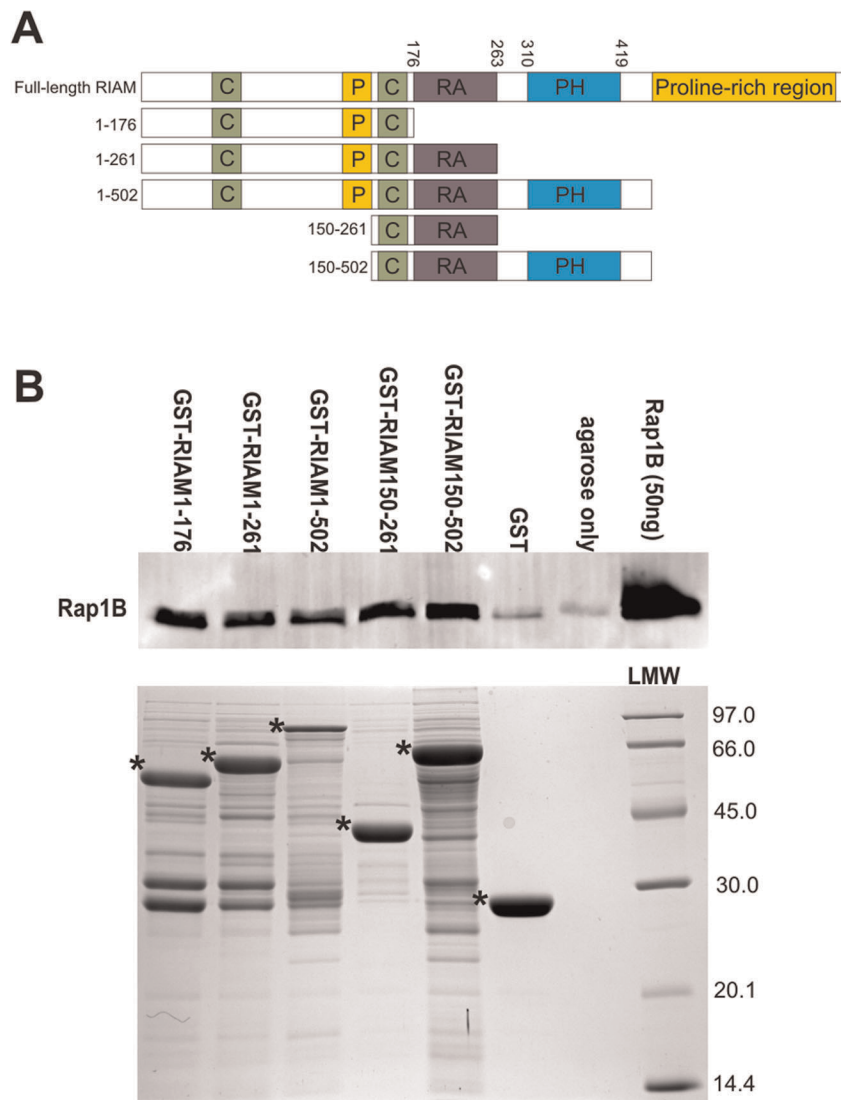 A
176 263 310 419
Full-length RIAM C P C RA PH Proline-rich region
1-176 C P C
1-261 C P C RA
1-502 C P C RA PH
150-261 C RA
150-502 C RA PH
B
GST-RIAM1-176
GST-RIAM1-261
GST-RIAM1-502
GST-RIAM150-261
GST-RIAM150-502
GST
agarose only
Rap1B (50ng)
Rap1B
LMW
* * * * * *
97.0
66.0
45.0
30.0
20.1
14.4